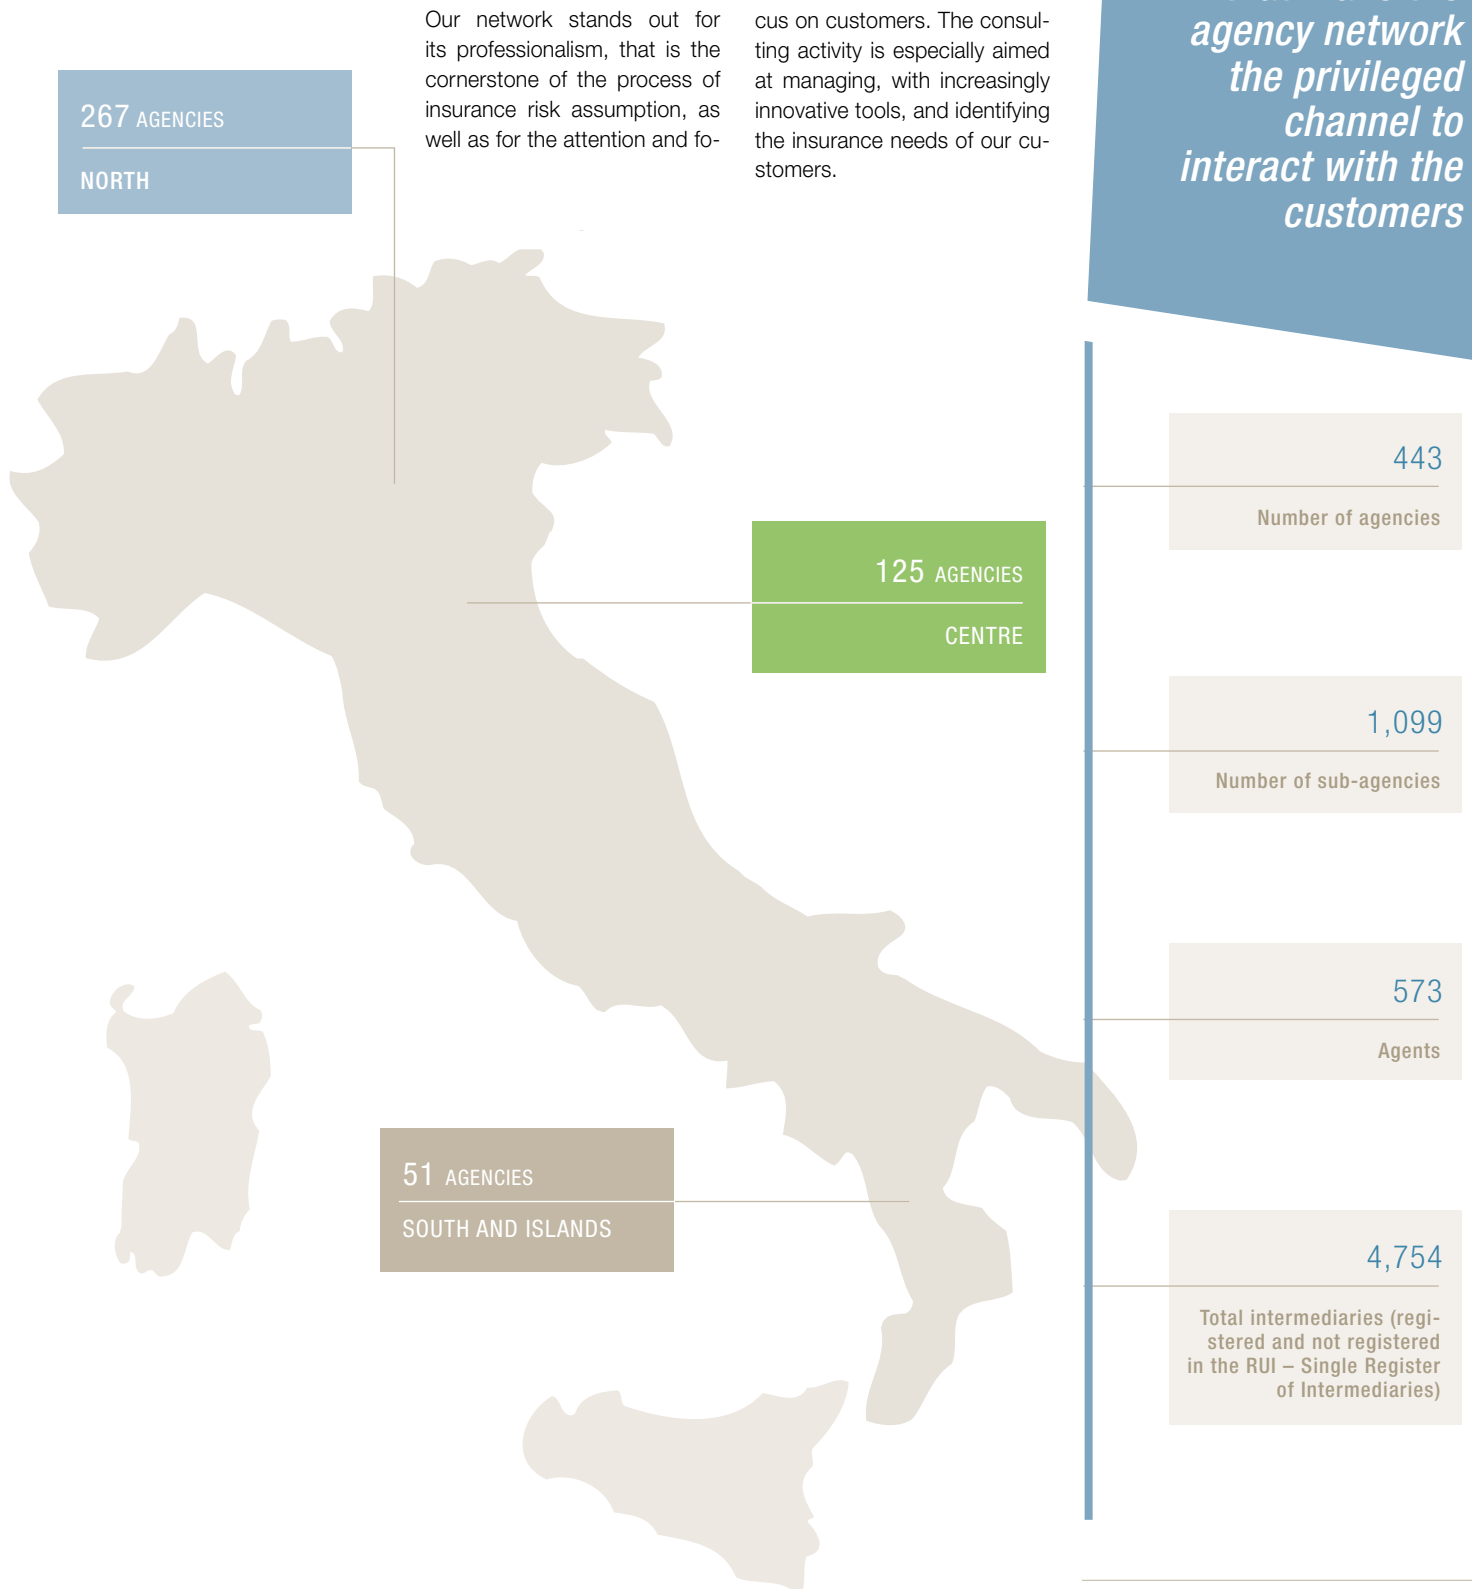 Our network stands out for
its professionalism, that is the
cornerstone of the process of
insurance risk assumption, as
well as for the attention and fo-
cus on customers. The consul-
ting activity is especially aimed
at managing, with increasingly
innovative tools, and identifying
the insurance needs of our cu-
stomers.
agency network
the privileged
channel to
interact with the
customers
267 AGENCIES
NORTH
125 AGENCIES
CENTRE
51 AGENCIES
SOUTH AND ISLANDS
443
Number of agencies
1,099
Number of sub-agencies
573
Agents
4,754
Total intermediaries (regi-
stered and not registered
in the RUI – Single Register
of Intermediaries)